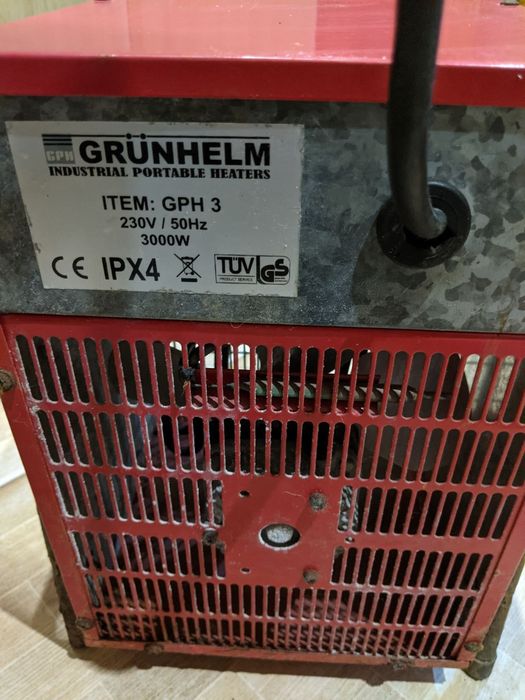 GPH GRÜNHELM
INDUSTRIAL PORTABLE HEATERS
ITEM: GPH 3
230V / 50Hz
3000W
CE IPX4 TÜV GS
PRODUCT SERVICE